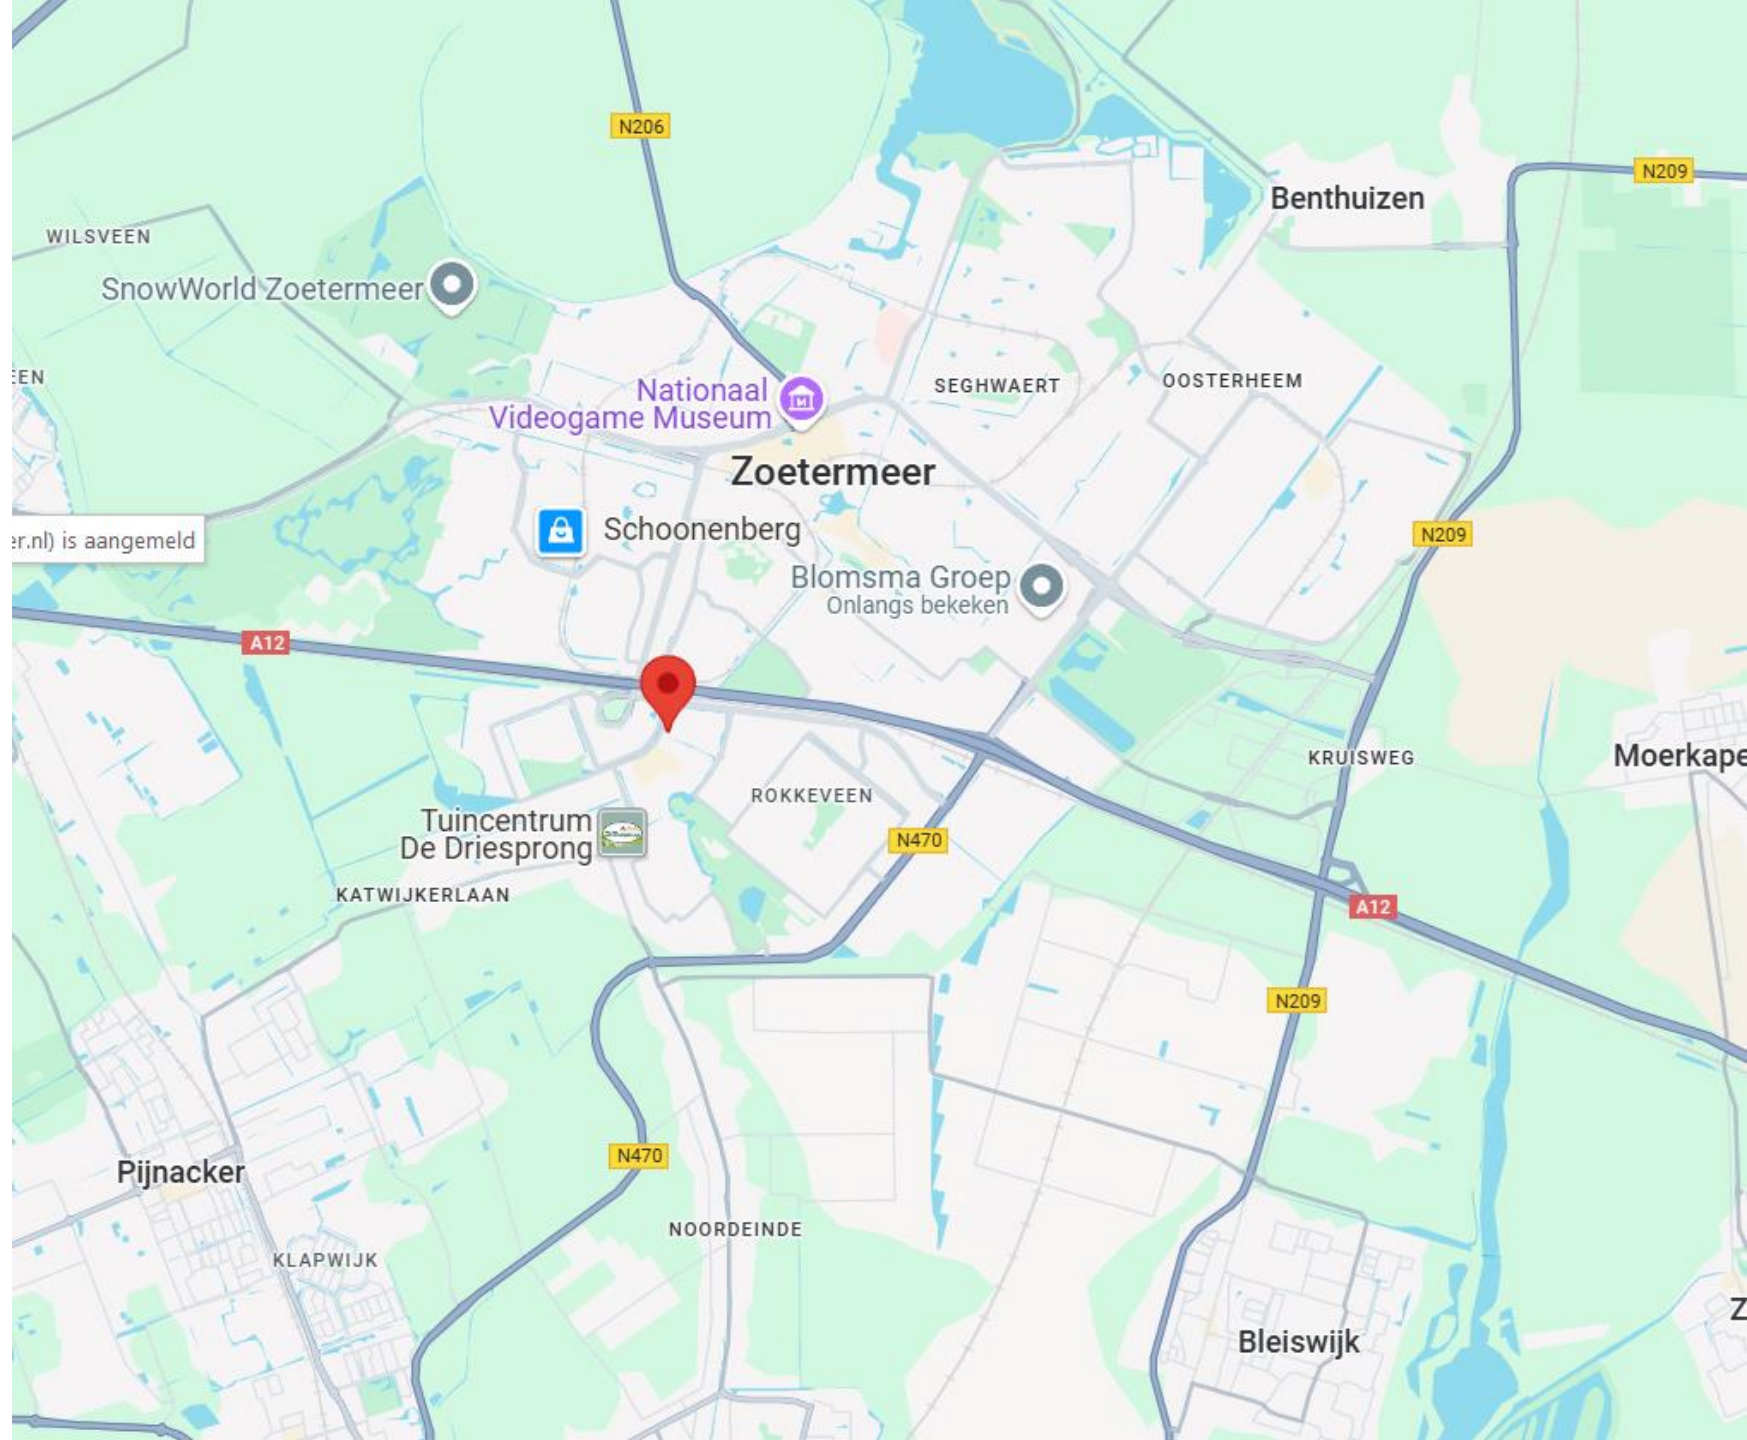 N206
N209
Benthuizen
WILSVEEN
SnowWorld Zoetermeer
EEN
Nationaal
Videogame Museum
SEGHWAERT
OOSTERHEEM
Zoetermeer
Schoonenberg
er.nl) is aangemeld
N209
Blomsma Groep
Onlangs bekeken
A12
KRUISWEG
Moerkape
ROKKEVEEN
Tuincentrum
De Driesprong
N470
KATWIJKERLAAN
A12
N209
N470
Pijnacker
NOORDEINDE
KLAPWIJK
Z
Bleiswijk